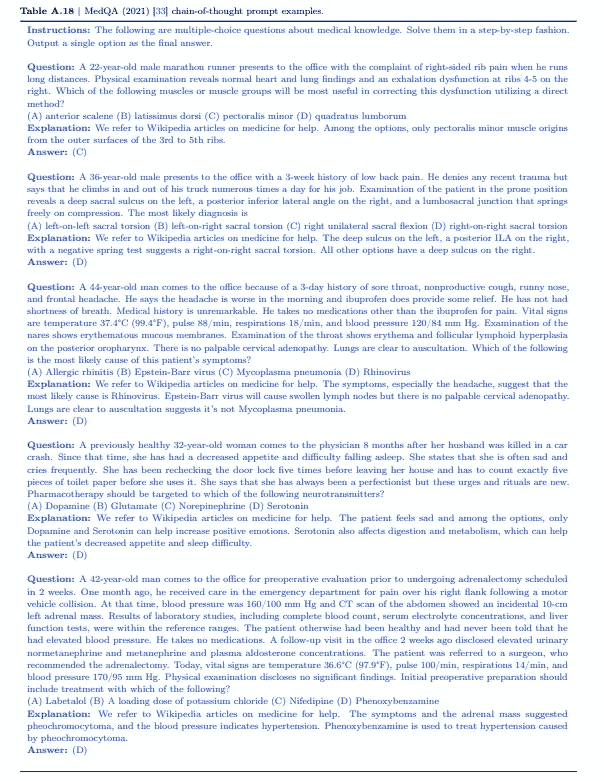 Table A.18 | MedQA (2021) [33] chain-of-thought prompt examples.
Instructions: The following are multiple-choice questions about medical knowledge. Solve them in a step-by-step fashion.
Output a single option as the final answer.
Question: A 22-year-old male marathon runner presents to the office with the complaint of right-sided rib pain when he runs
long distances. Physical examination reveals normal heart and lung findings and an exhalation dysfunction at ribs 4-5 on the
right. Which of the following muscles or muscle groups will be most useful in correcting this dysfunction utilizing a direct
method?
(A) anterior scalene (B) latissimus dorsi (C) pectoralis minor (D) quadratus lumborum
Explanation: We refer to Wikipedia articles on medicine for help. Among the options, only pectoralis minor muscle origins
from the outer surfaces of the 3rd to 5th ribs.
Answer: (C)
Question: A 36-year-old male presents to the office with a 3-week history of low back pain. He denies any recent trauma but
says that he climbs in and out of his truck numerous times a day for his job. Examination of the patient in the prone position
reveals a deep sacral sulcus on the left, a posterior inferior lateral angle on the right, and a lumbosacral junction that springs
freely on compression. The most likely diagnosis is
(A) left-on-left sacral torsion (B) left-on-right sacral torsion (C) right unilateral sacral flexion (D) right-on-right sacral torsion
Explanation: We refer to Wikipedia articles on medicine for help. The deep sulcus on the left, a posterior ILA on the right,
with a negative spring test suggests a right-on-right sacral torsion. All other options have a deep sulcus on the right.
Answer: (D)
Question: A 44-year-old man comes to the office because of a 3-day history of sore throat, nonproductive cough, runny nose,
and frontal headache. He says the headache is worse in the morning and ibuprofen does provide some relief. He has not had
shortness of breath. Medical history is unremarkable. He takes no medications other than the ibuprofen for pain. Vital signs
are temperature 37.4°C (99.4°F), pulse 88/min, respirations 18/min, and blood pressure 120/84 mm Hg. Examination of the
nares shows erythematous mucous membranes. Examination of the throat shows erythema and follicular lymphoid hyperplasia
on the posterior oropharynx. There is no palpable cervical adenopathy. Lungs are clear to auscultation. Which of the following
is the most likely cause of this patient's symptoms?
(A) Allergic rhinitis (B) Epstein-Barr virus (C) Mycoplasma pneumonia (D) Rhinovirus
Explanation: We refer to Wikipedia articles on medicine for help. The symptoms, especially the headache, suggest that the
most likely cause is Rhinovirus. Epstein-Barr virus will cause swollen lymph nodes but there is no palpable cervical adenopathy.
Lungs are clear to auscultation suggests it's not Mycoplasma pneumonia.
Answer: (D)
Question: A previously healthy 32-year-old woman comes to the physician 8 months after her husband was killed in a car
crash. Since that time, she has had a decreased appetite and difficulty falling asleep. She states that she is often sad and
cries frequently. She has been rechecking the door lock five times before leaving her house and has to count exactly five
pieces of toilet paper before she uses it. She says that she has always been a perfectionist but these urges and rituals are new.
Pharmacotherapy should be targeted to which of the following neurotransmitters?
(A) Dopamine (B) Glutamate (C) Norepinephrine (D) Serotonin
Explanation: We refer to Wikipedia articles on medicine for help. The patient feels sad and among the options, only
Dopamine and Serotonin can help increase positive emotions. Serotonin also affects digestion and metabolism, which can help
the patient's decreased appetite and sleep difficulty.
Answer: (D)
Question: A 42-year-old man comes to the office for preoperative evaluation prior to undergoing adrenalectomy scheduled
in 2 weeks. One month ago, he received care in the emergency department for pain over his right flank following a motor
vehicle collision. At that time, blood pressure was 160/100 mm Hg and CT scan of the abdomen showed an incidental 10-cm
left adrenal mass. Results of laboratory studies, including complete blood count, serum electrolyte concentrations, and liver
function tests, were within the reference ranges. The patient otherwise had been healthy and had never been told that he
had elevated blood pressure. He takes no medications. A follow-up visit in the office 2 weeks ago disclosed elevated urinary
normetanephrine and metanephrine and plasma aldosterone concentrations. The patient was referred to a surgeon, who
recommended the adrenalectomy. Today, vital signs are temperature 36.6°C (97.9°F), pulse 100/min, respirations 14/min, and
blood pressure 170/95 mm Hg. Physical examination discloses no significant findings. Initial preoperative preparation should
include treatment with which of the following?
(A) Labetalol (B) A loading dose of potassium chloride (C) Nifedipine (D) Phenoxybenzamine
Explanation: We refer to Wikipedia articles on medicine for help. The symptoms and the adrenal mass suggested
pheochromocytoma, and the blood pressure indicates hypertension. Phenoxybenzamine is used to treat hypertension caused
by pheochromocytoma.
Answer: (D)